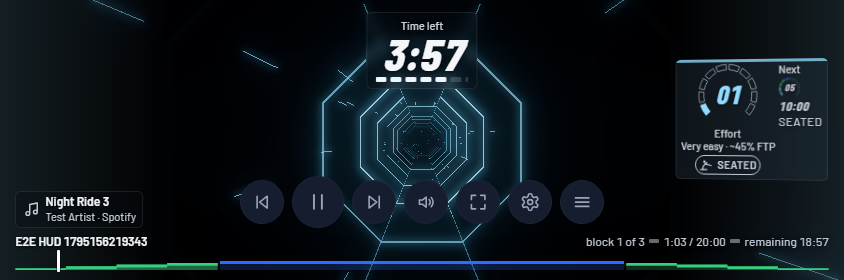 Time left
3:57
01
Next
05
10:00
SEATED
Effort
Very easy · ~45% FTP
SEATED
Night Ride 3
Test Artist · Spotify
E2E HUD 1795156219343
block 1 of 3 – 1:03 / 20:00 – remaining 18:57